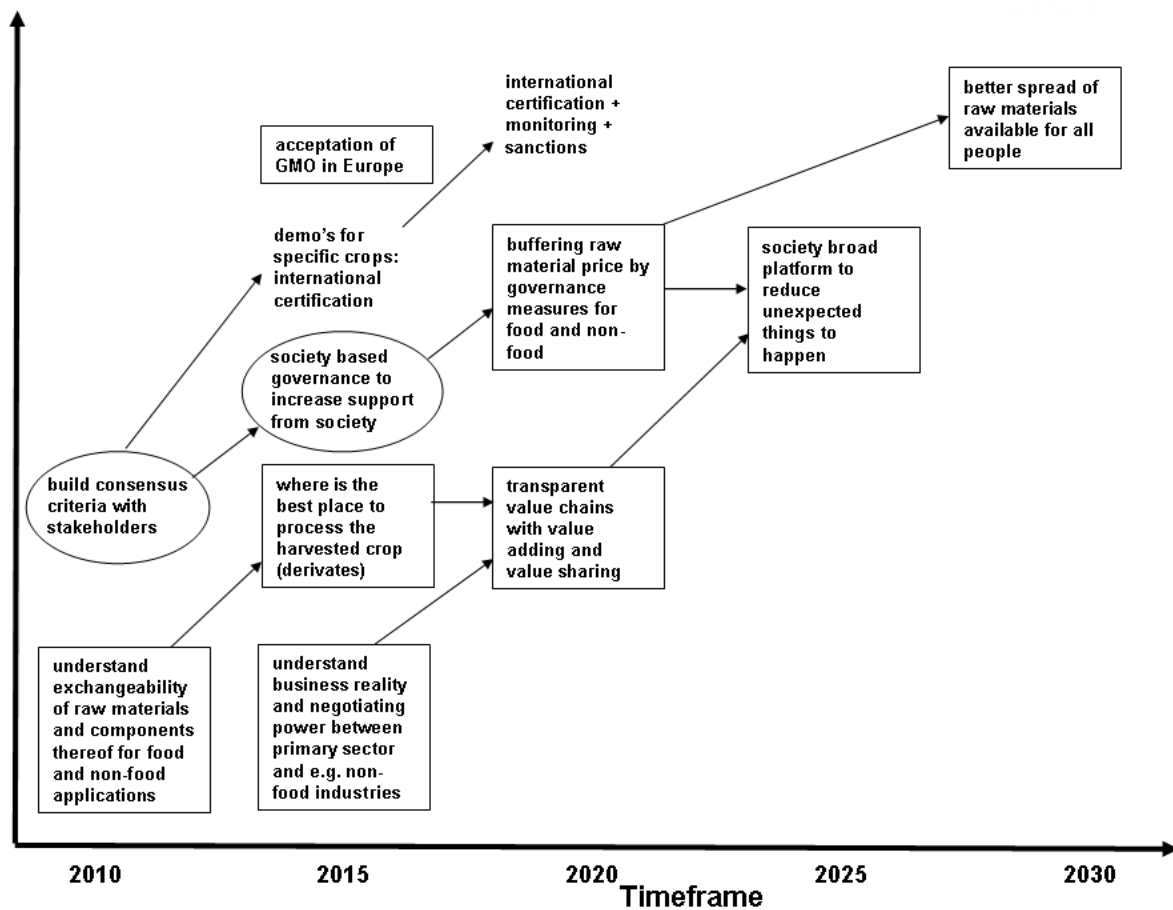 international
certification +
monitoring +
sanctions
better spread of
raw materials
available for all
people
acceptation of
GMO in Europe
demo's for
specific crops:
international
certification
buffering raw
material price by
governance
measures for
food and non-
food
society broad
platform to
reduce
unexpected
things to
happen
society based
governance to
increase support
from society
build consensus
criteria with
stakeholders
where is the
best place to
process the
harvested crop
(derivates)
transparent
value chains
with value
adding and
value sharing
understand
exchangeability
of raw materials
and components
thereof for food
and non-food
applications
understand
business reality
and negotiating
power between
primary sector
and e.g. non-
food industries
2010
2015
2020
2025
2030
Timeframe